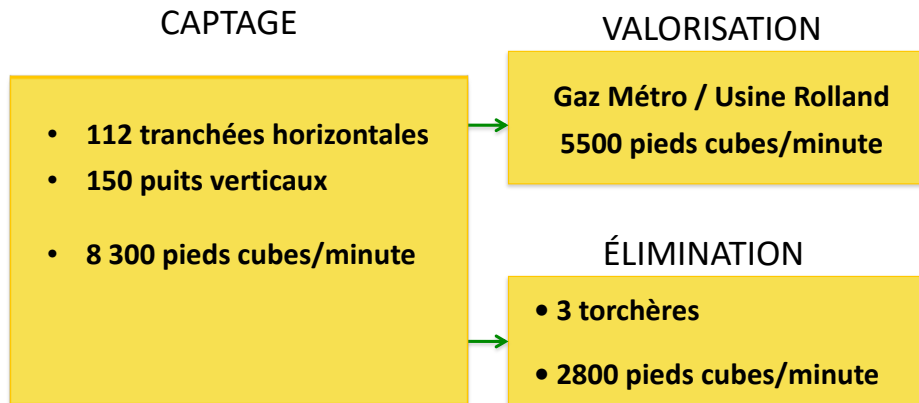 CAPTAGE
• 112 tranchées horizontales
• 150 puits verticaux
• 8 300 pieds cubes/minute
VALORISATION
Gaz Métro / Usine Rolland
5500 pieds cubes/minute
ÉLIMINATION
• 3 torchères
• 2800 pieds cubes/minute